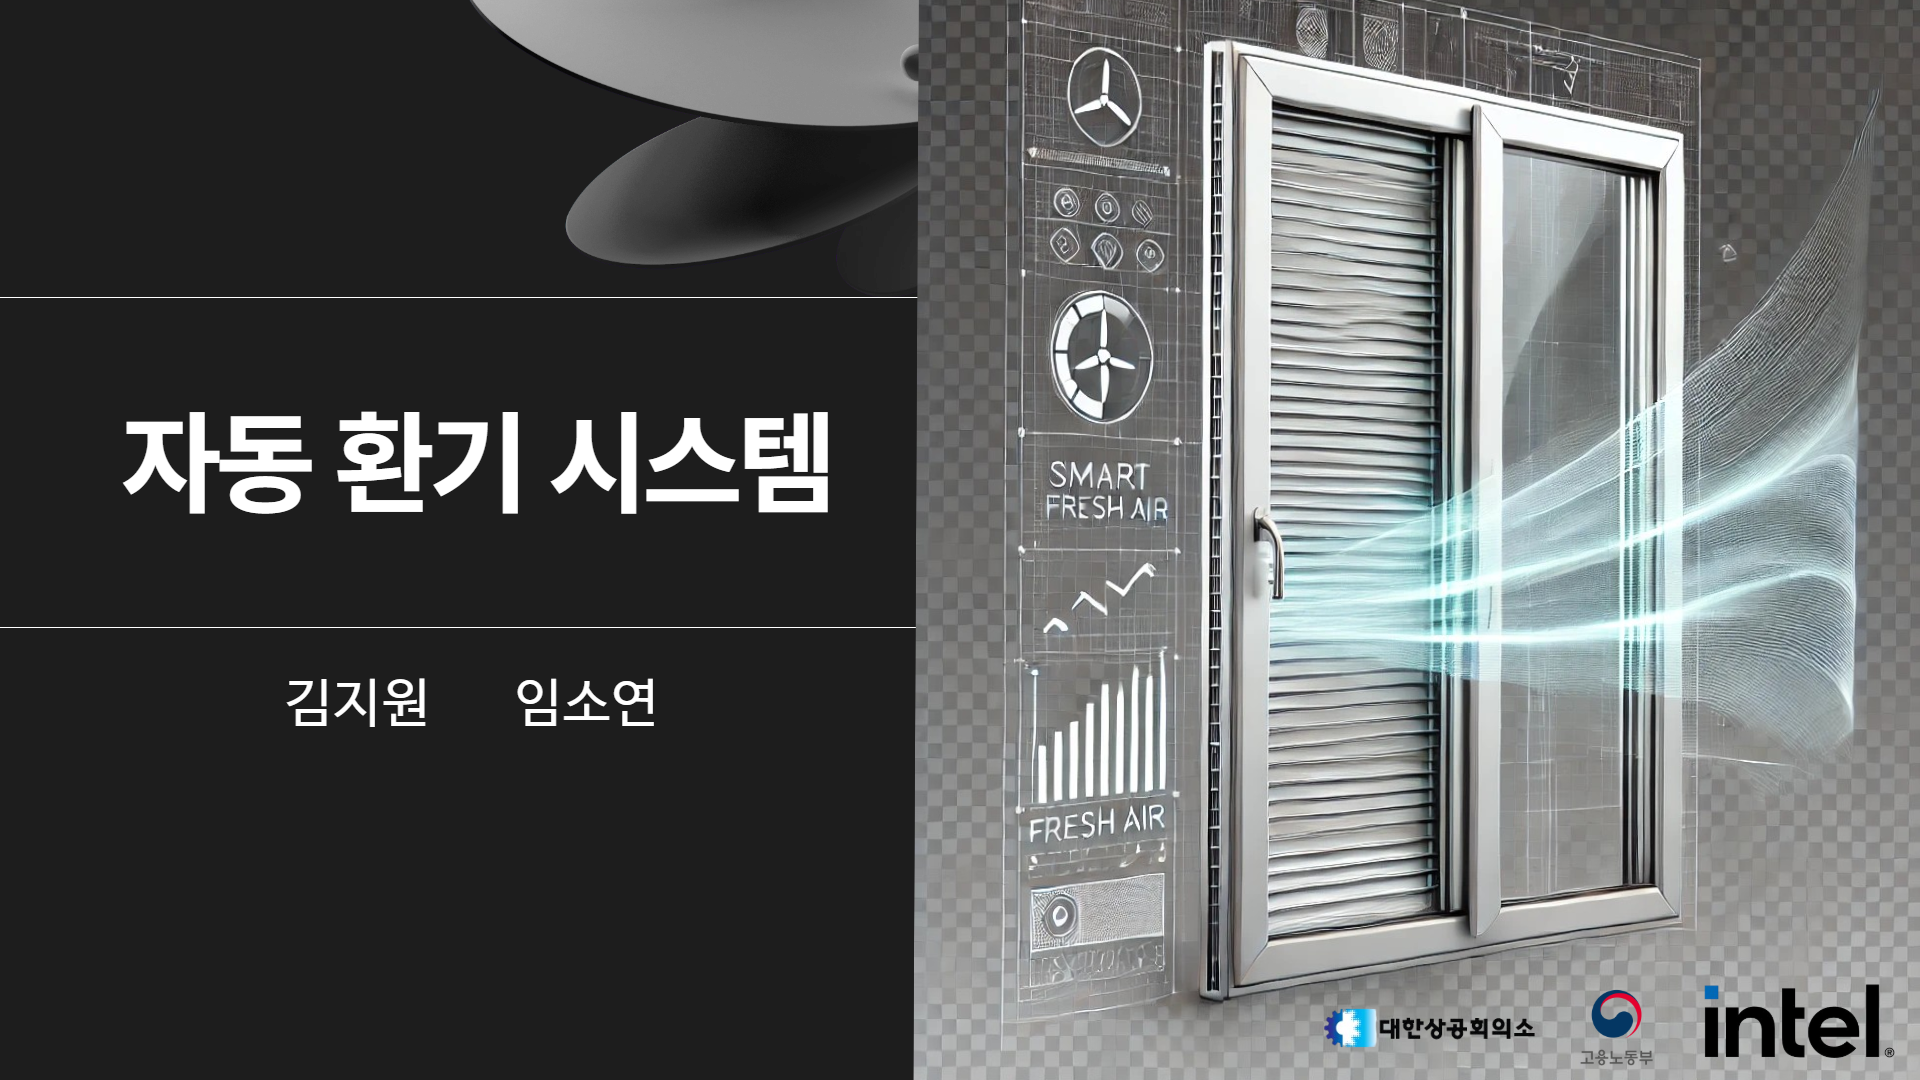 자동 환기 시스템
김지원 임소연
SMART
FRESH AIR
FRESH AIR
대한상공회의소
고용노동부
intel®